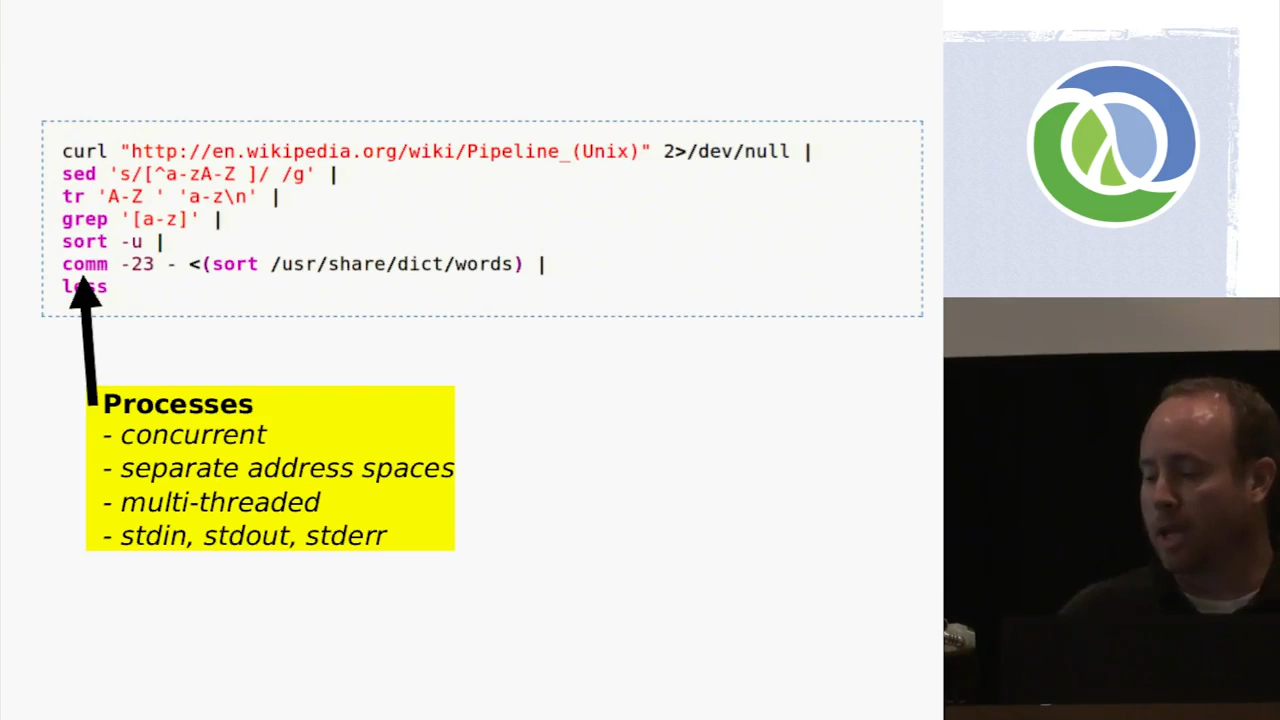 curl "http://en.wikipedia.org/wiki/Pipeline_(Unix)" 2>/dev/null |
sed 's/[^a-zA-Z ]/ /g' |
tr 'A-Z ' 'a-z\n' |
grep '[a-z]' |
sort -u |
comm -23 - <(sort /usr/share/dict/words) |
less
Processes
- concurrent
- separate address spaces
- multi-threaded
- stdin, stdout, stderr